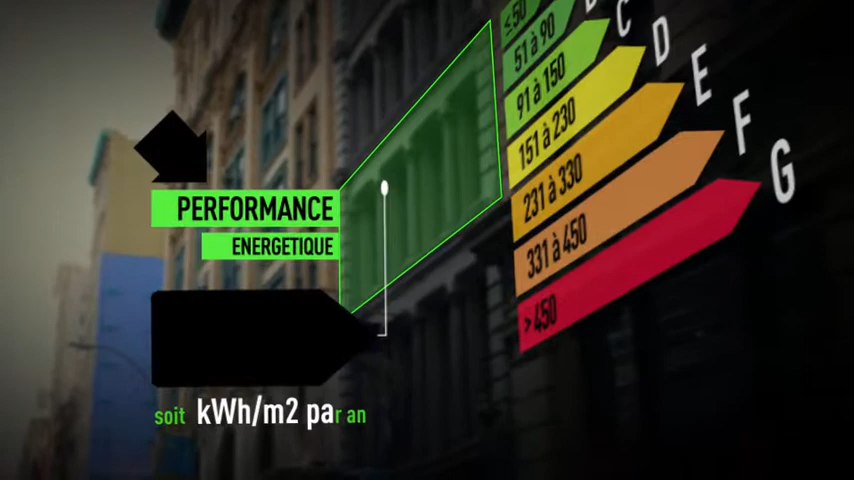 ≤50
51 à 90
91 à 150
C
151 à 230
D
231 à 330
E
331 à 450
F
> 450
G
PERFORMANCE
ENERGETIQUE
soit kWh/m2 par an